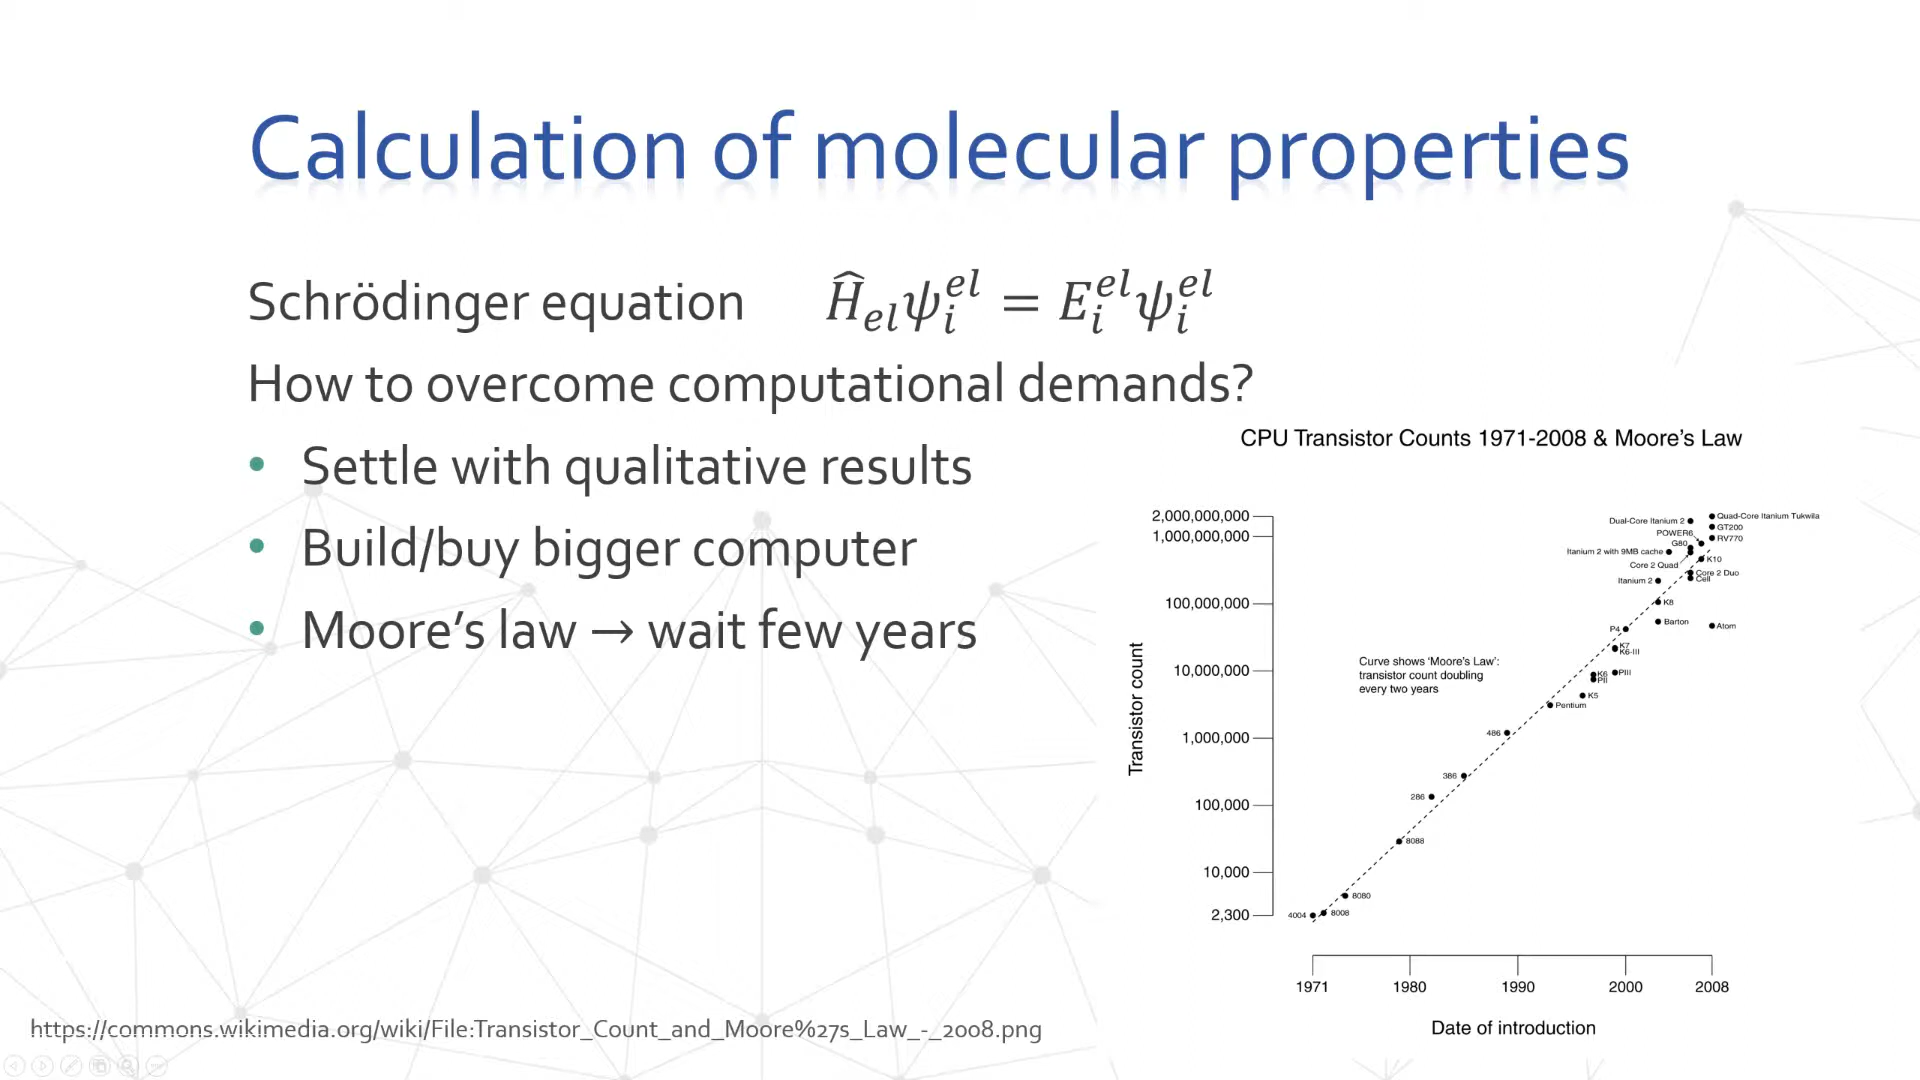 Calculation of molecular properties
Schrödinger equation Ĥ_el ψ_i^el = E_i^el ψ_i^el
How to overcome computational demands?
• Settle with qualitative results
• Build/buy bigger computer
• Moore's law → wait few years
CPU Transistor Counts 1971-2008 & Moore's Law
Transistor count
2,000,000,000
1,000,000,000
100,000,000
10,000,000
1,000,000
100,000
10,000
2,300
Quad-Core Itanium Tukwila
Dual-Core Itanium 2
GT200
POWER6
RV770
G80
Itanium 2 with 9MB cache
K10
Core 2 Quad
Core 2 Duo
Cell
Itanium 2
K8
Barton
Atom
P4
K7
K6-III
Curve shows 'Moore's Law':
transistor count doubling
every two years
K6
PIII
PII
K5
Pentium
486
386
286
8088
8080
4004
8008
1971 1980 1990 2000 2008
Date of introduction
https://commons.wikimedia.org/wiki/File:Transistor_Count_and_Moore%27s_Law_-_2008.png